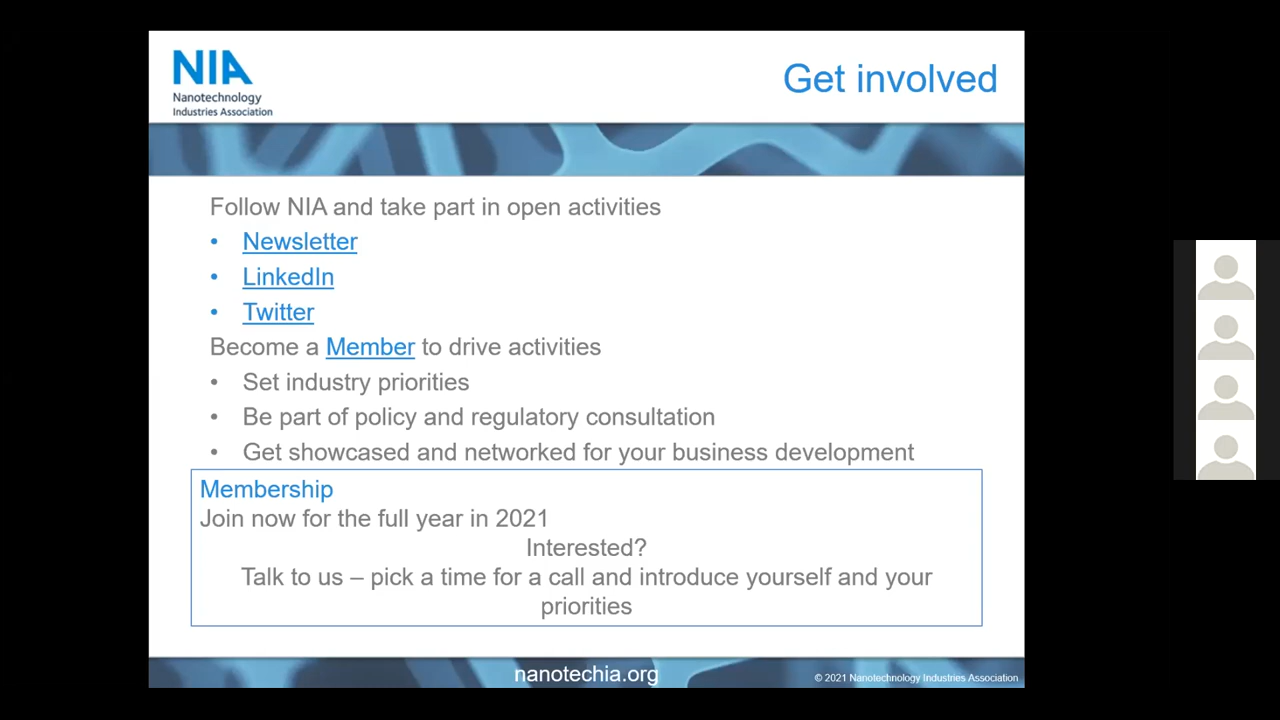 NIA
Nanotechnology
Industries Association
Get involved
Follow NIA and take part in open activities
• Newsletter
• LinkedIn
• Twitter
Become a Member to drive activities
• Set industry priorities
• Be part of policy and regulatory consultation
• Get showcased and networked for your business development
Membership
Join now for the full year in 2021
Interested?
Talk to us – pick a time for a call and introduce yourself and your
priorities
nanotechia.org
© 2021 Nanotechnology Industries Association